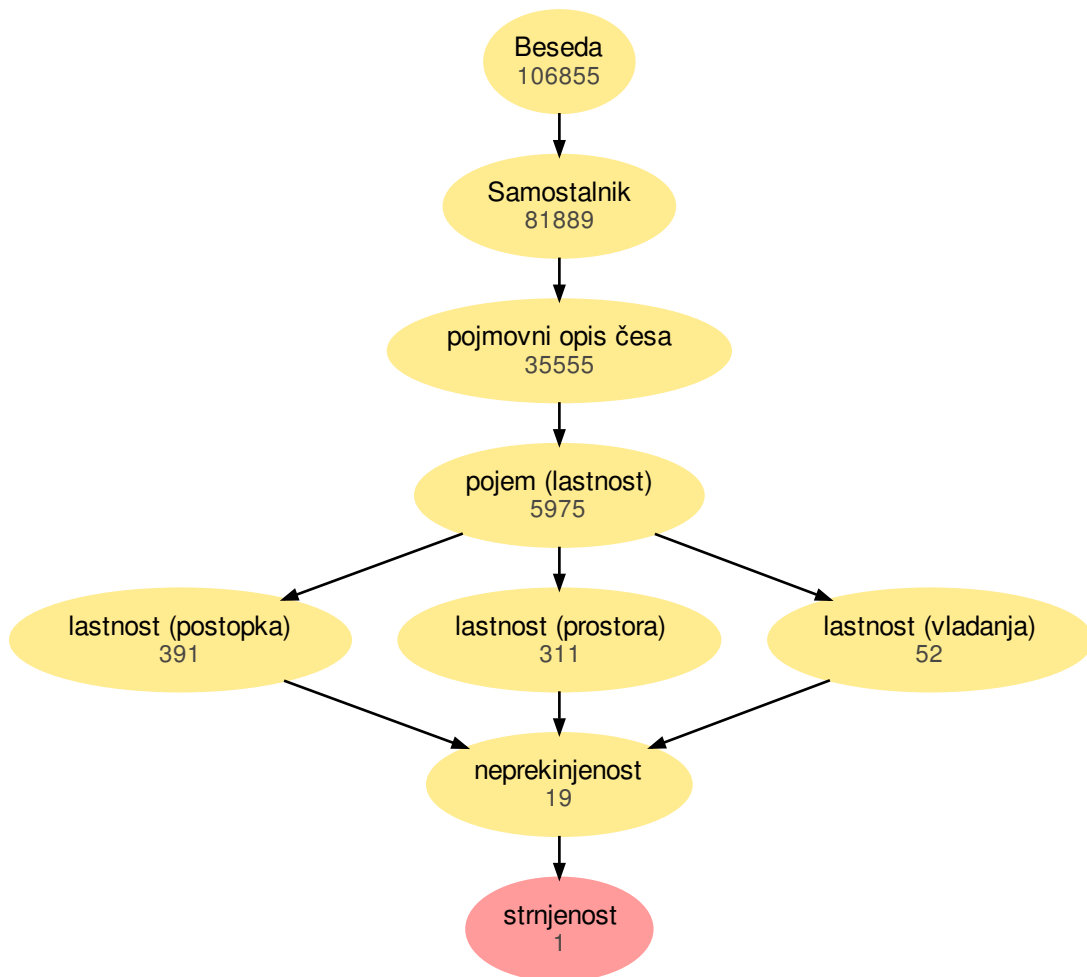 Beseda
106855
Samostalnik
81889
pojmovni opis česa
35555
pojem (lastnost)
5975
lastnost (postopka)
391
lastnost (prostora)
311
lastnost (vladanja)
52
neprekinjenost
19
strnjenost
1